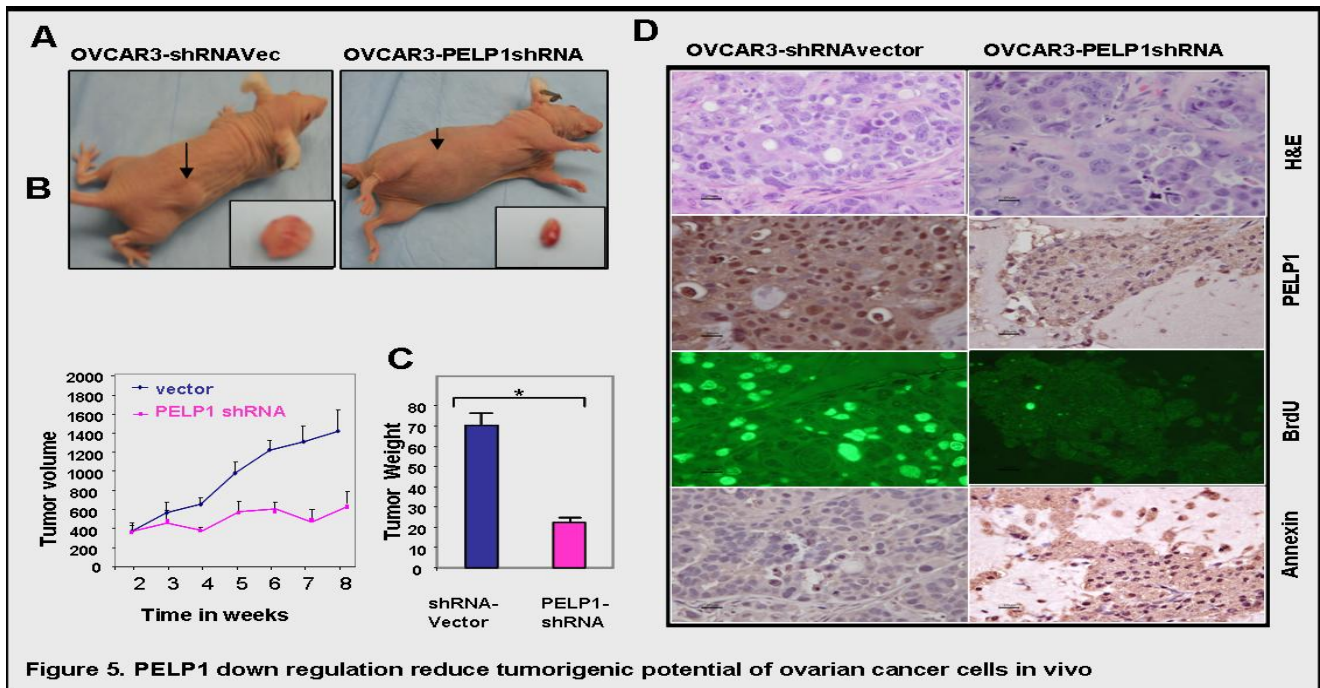 A
OVCAR3-shRNAVec
OVCAR3-PELP1shRNA
B
2000
1800
1600
1400
1200
1000
800
600
400
200
0
Tumor volume
vector
PELP1 shRNA
2 3 4 5 6 7 8
Time in weeks
C
*
80
70
60
50
40
30
20
10
0
Tumor Weight
shRNA-
Vector
PELP1-
shRNA
D
OVCAR3-shRNAvector
OVCAR3-PELP1shRNA
H&E
PELP1
BrdU
Annexin
Figure 5. PELP1 down regulation reduce tumorigenic potential of ovarian cancer cells in vivo